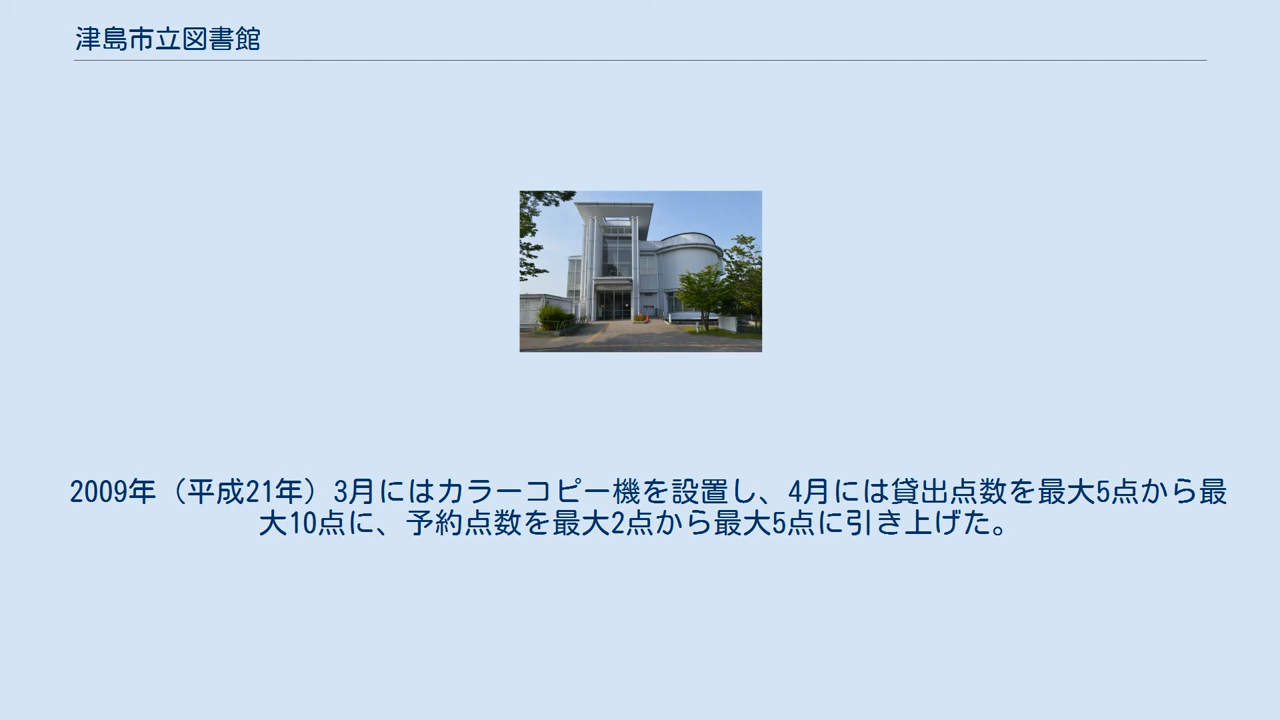 津島市立図書館
2009年（平成21年）3月にはカラーコピー機を設置し、4月には貸出点数を最大5点から最
大10点に、予約点数を最大2点から最大5点に引き上げた。